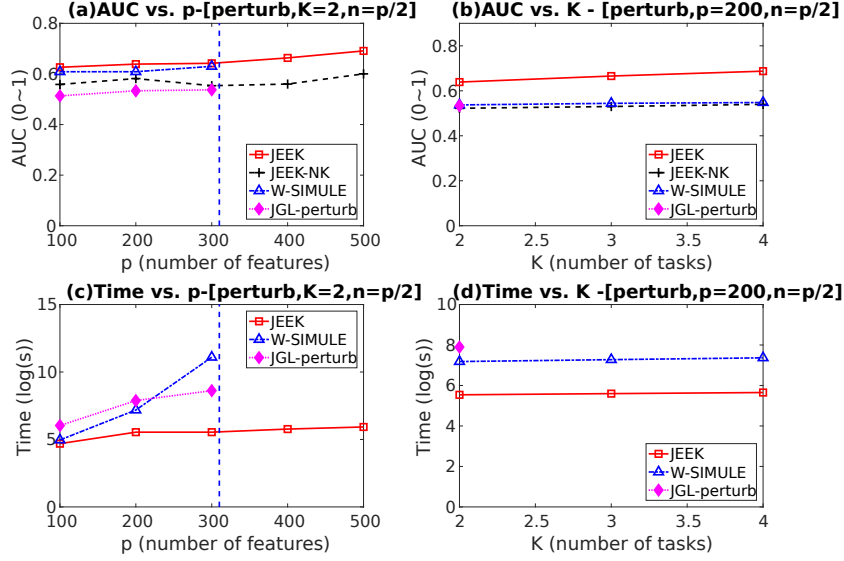 (a)AUC vs. p-[perturb,K=2,n=p/2]
AUC (0~1)
0.8
0.6
0.4
0.2
0
JEEK
JEEK-NK
W-SIMULE
JGL-perturb
100 200 300 400 500
p (number of features)
(b)AUC vs. K - [perturb,p=200,n=p/2]
AUC (0~1)
0.8
0.6
0.4
0.2
0
JEEK
JEEK-NK
W-SIMULE
JGL-perturb
2 2.5 3 3.5 4
K (number of tasks)
(c)Time vs. p-[perturb,K=2,n=p/2]
Time (log(s))
15
10
5
0
JEEK
W-SIMULE
JGL-perturb
100 200 300 400 500
p (number of features)
(d)Time vs. K -[perturb,p=200,n=p/2]
Time (log(s))
10
8
6
4
2
0
JEEK
W-SIMULE
JGL-perturb
2 2.5 3 3.5 4
K (number of tasks)